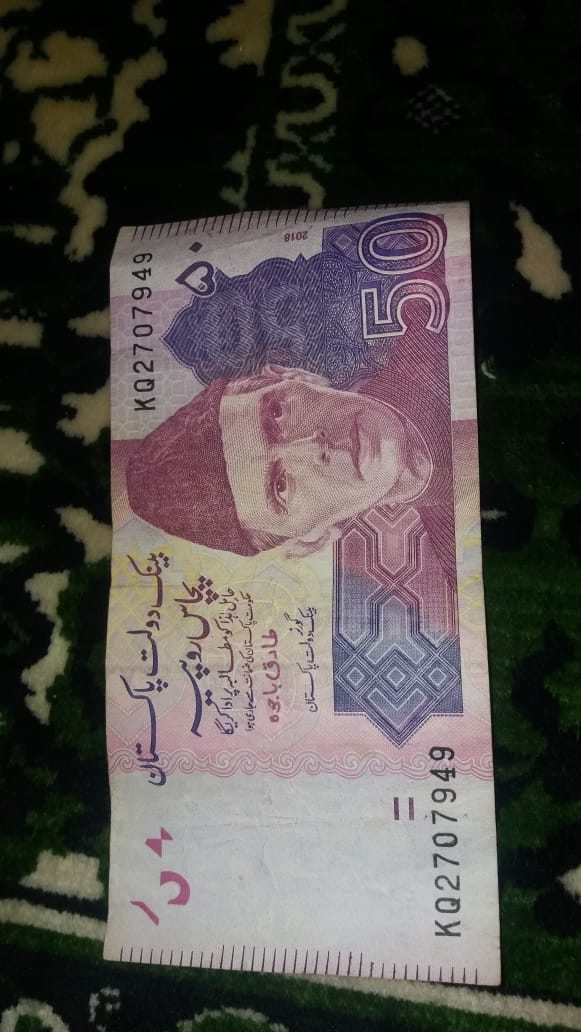 KQ2707949
۵۰
2018
50
بینک دولت پاکستان
پچاس روپیہ
حامل ہذا کو مطالبہ پر ادا کرے گا
حکومت پاکستان کی ضمانت سے جاری ہوا
طارق باجوہ
گورنر
بینک دولت پاکستان
KQ2707949